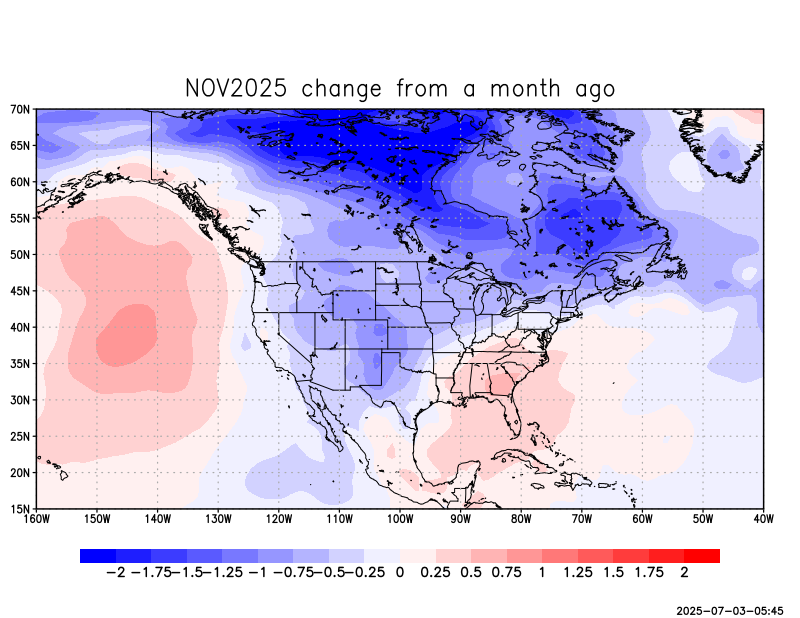 NOV2025 change from a month ago
70N
65N
60N
55N
50N
45N
40N
35N
30N
25N
20N
15N
160W 150W 140W 130W 120W 110W 100W 90W 80W 70W 60W 50W 40W
−2 −1.75 −1.5 −1.25 −1 −0.75 −0.5 −0.25 0 0.25 0.5 0.75 1 1.25 1.5 1.75 2
2025-07-03-05:45